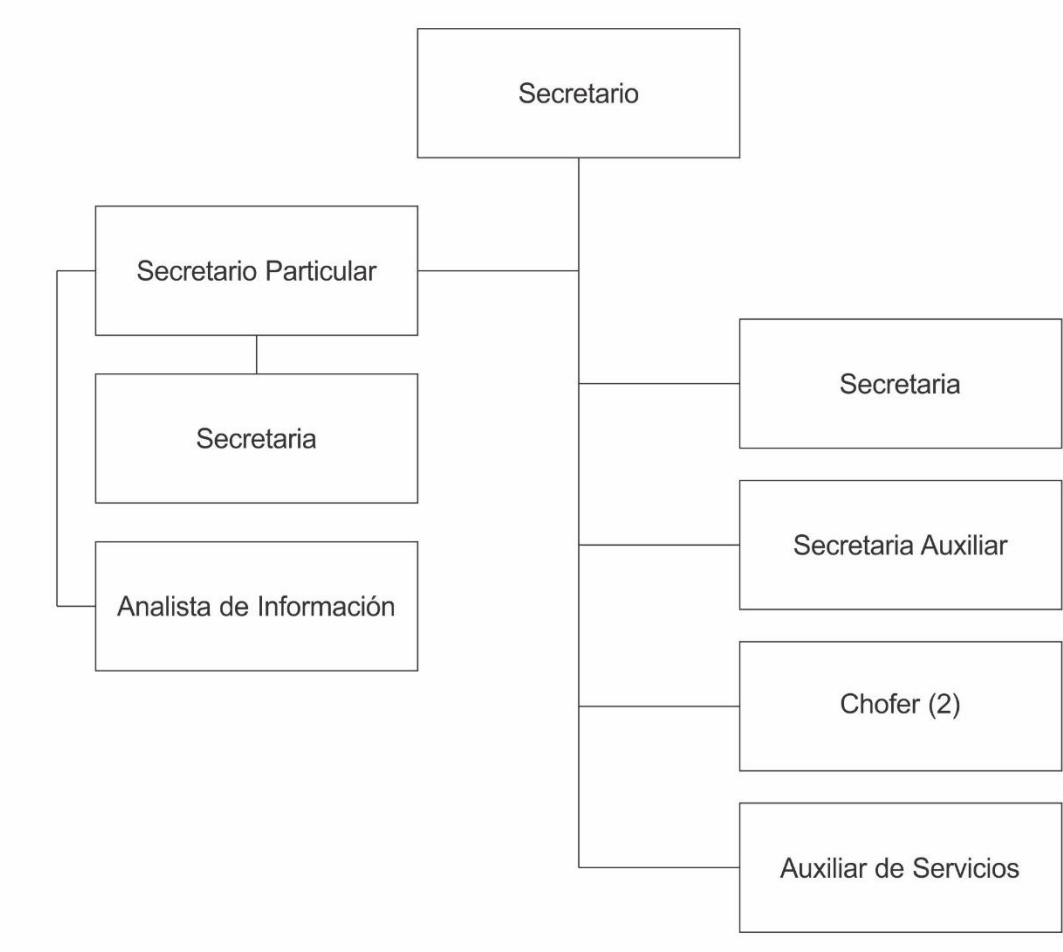 Secretario
Secretario Particular
Secretaria
Analista de Información
Secretaria
Secretaria Auxiliar
Chofer (2)
Auxiliar de Servicios